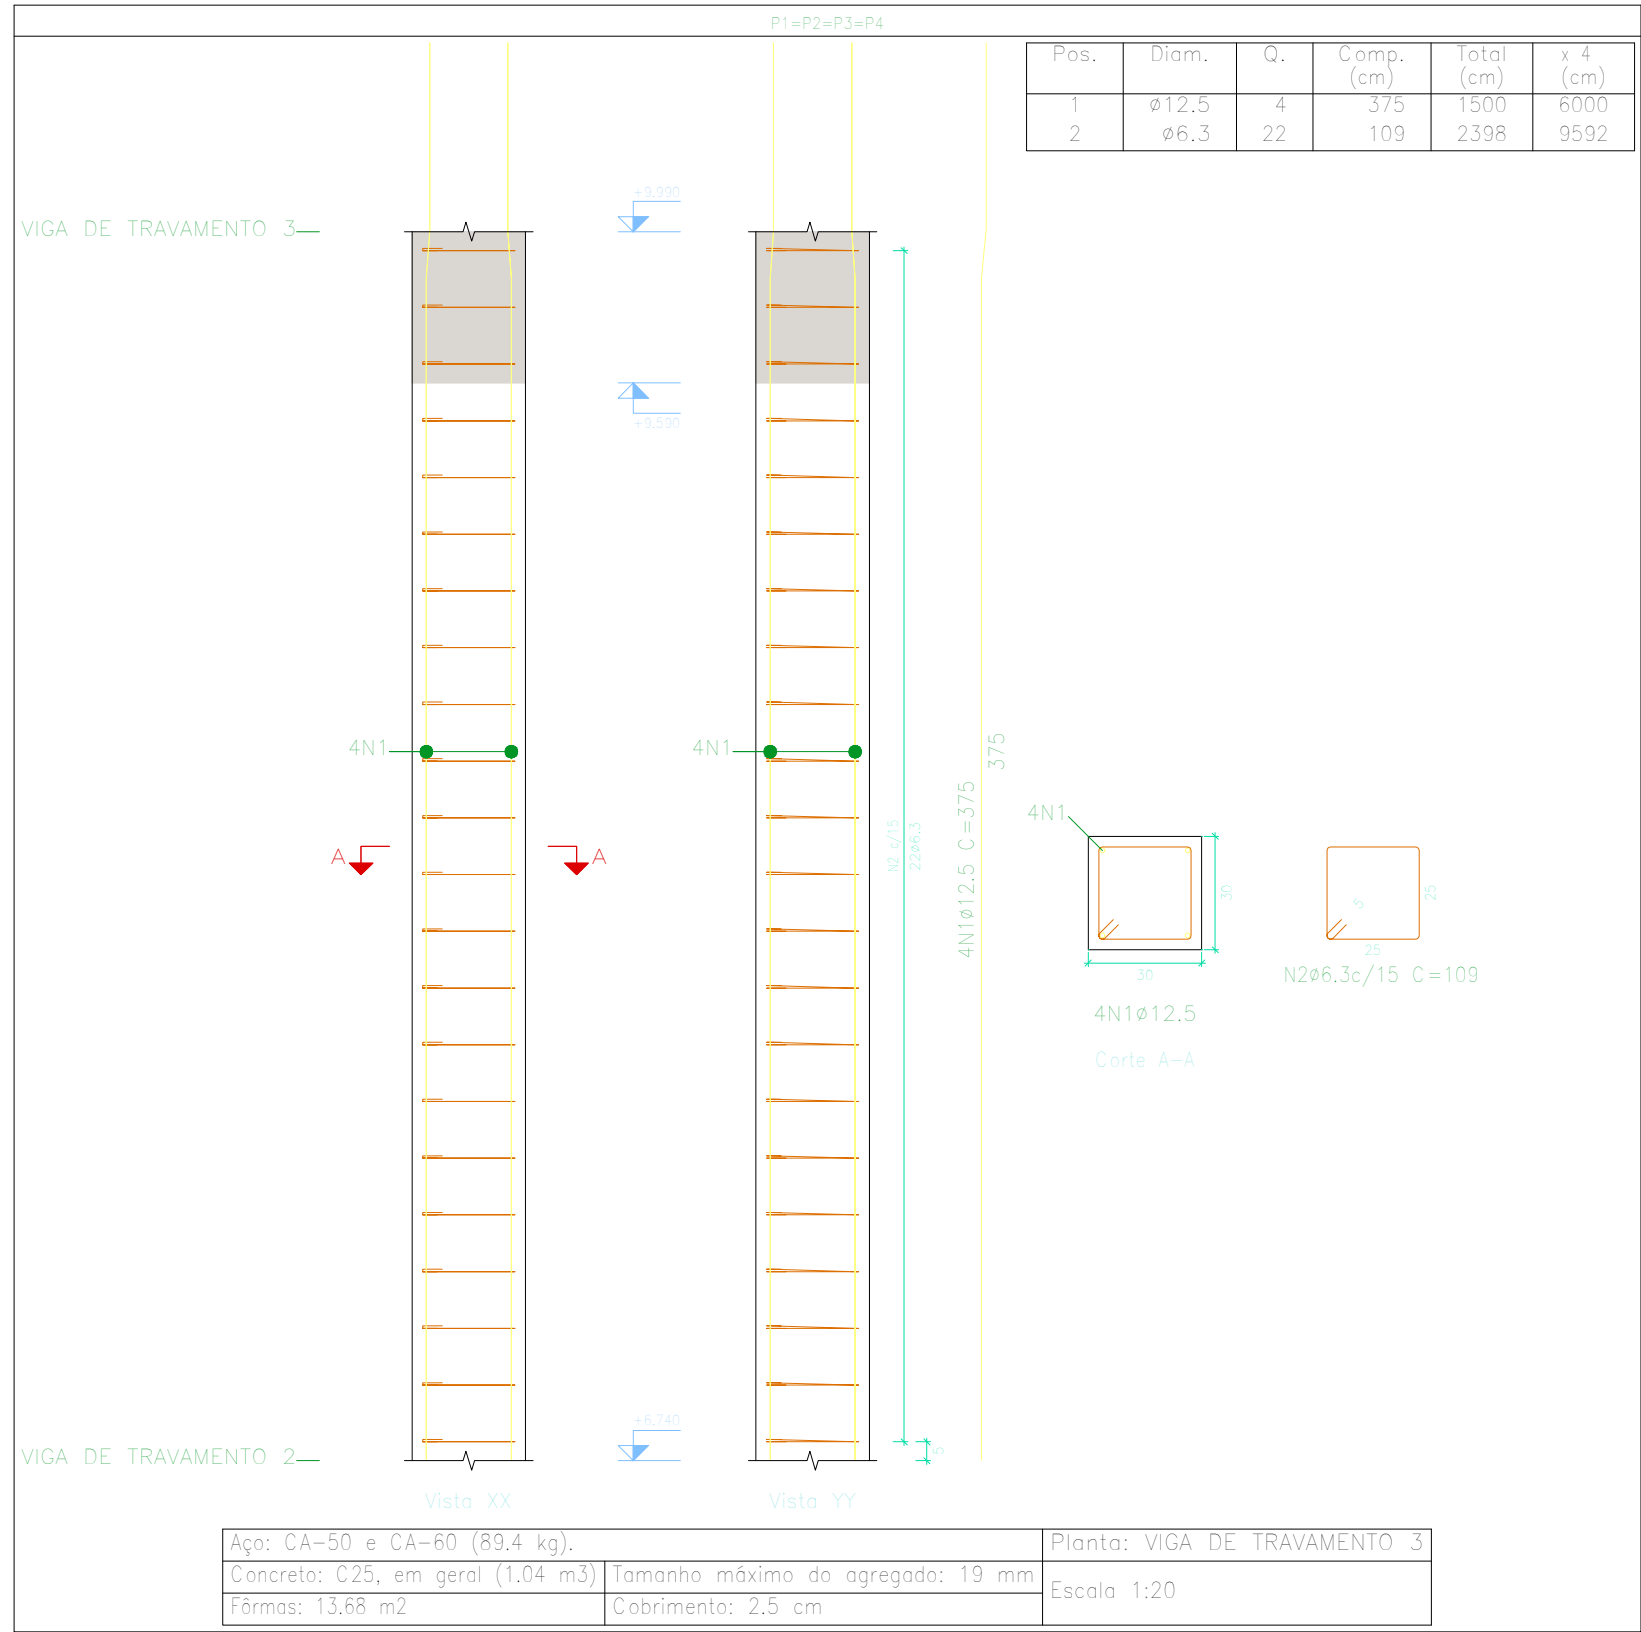 P1=P2=P3=P4
Pos. Diam. Q. Comp. (cm) Total (cm) x 4 (cm)
1 ø12.5 4 375 1500 6000
2 ø6.3 22 109 2398 9592
+9.990
VIGA DE TRAVAMENTO 3
+9.590
4N1
4N1
375
4N1ø12.5 C=375
N2 c/15
22ø6.3
A
A
4N1
30
30
4N1ø12.5
Corte A-A
5
25
25
N2ø6.3c/15 C=109
+6.740
5
VIGA DE TRAVAMENTO 2
Vista XX
Vista YY
Aço: CA-50 e CA-60 (89.4 kg).
Concreto: C25, em geral (1.04 m3)
Tamanho máximo do agregado: 19 mm
Fôrmas: 13.68 m2
Cobrimento: 2.5 cm
Planta: VIGA DE TRAVAMENTO 3
Escala 1:20